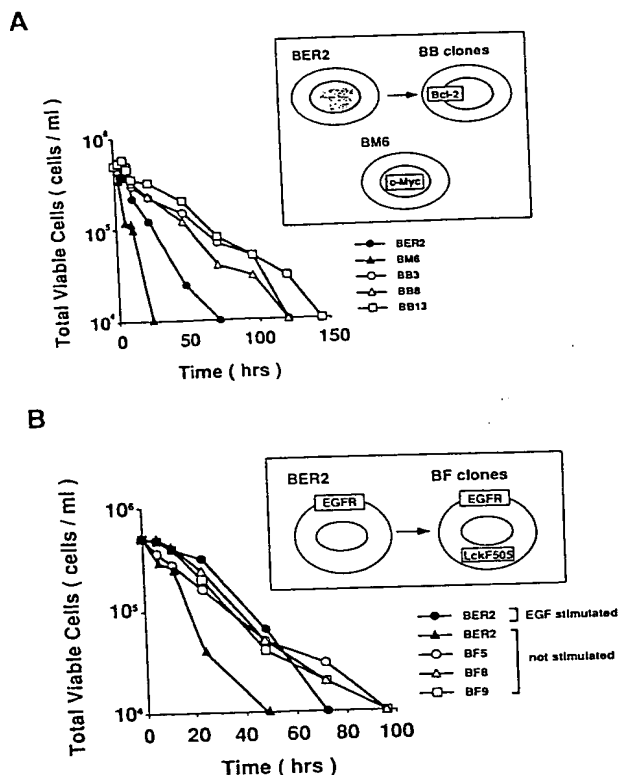 A
BER2
BB clones
Bcl-2
BM6
c-Myc
10⁶
10⁵
10⁴
0
50
100
150
Total Viable Cells ( cells / ml )
Time ( hrs )
BER2
BM6
BB3
BB8
BB13
B
BER2
BF clones
EGFR
EGFR
LckF505
10⁶
10⁵
10⁴
0
20
40
60
80
100
Total Viable Cells ( cells / ml )
Time ( hrs )
BER2
EGF stimulated
BER2
BF5
BF8
BF9
not stimulated